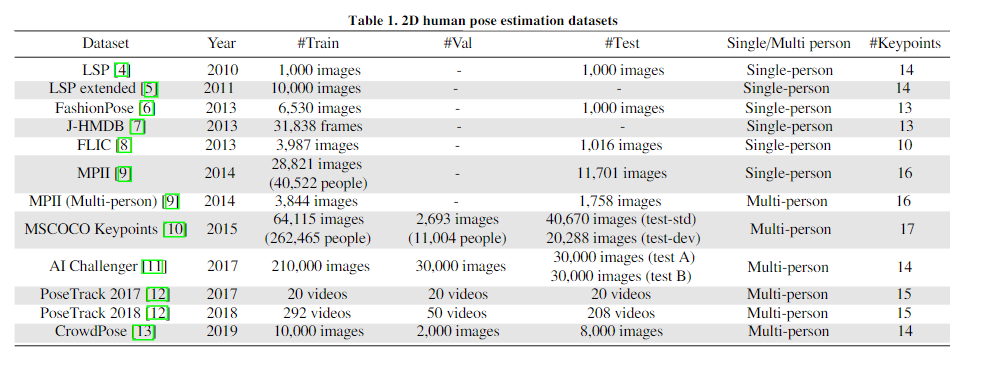 Table 1. 2D human pose estimation datasets
Dataset Year #Train #Val #Test Single/Multi person #Keypoints
LSP [4] 2010 1,000 images - 1,000 images Single-person 14
LSP extended [5] 2011 10,000 images - - Single-person 14
FashionPose [6] 2013 6,530 images - 1,000 images Single-person 13
J-HMDB [7] 2013 31,838 frames - - Single-person 13
FLIC [8] 2013 3,987 images - 1,016 images Single-person 10
MPII [9] 2014 28,821 images - 11,701 images Single-person 16
(40,522 people)
MPII (Multi-person) [9] 2014 3,844 images - 1,758 images Multi-person 16
MSCOCO Keypoints [10] 2015 64,115 images 2,693 images 40,670 images (test-std) Multi-person 17
(262,465 people) (11,004 people) 20,288 images (test-dev)
AI Challenger [11] 2017 210,000 images 30,000 images 30,000 images (test A) Multi-person 14
30,000 images (test B)
PoseTrack 2017 [12] 2017 20 videos 20 videos 20 videos Multi-person 15
PoseTrack 2018 [12] 2018 292 videos 50 videos 208 videos Multi-person 15
CrowdPose [13] 2019 10,000 images 2,000 images 8,000 images Multi-person 14